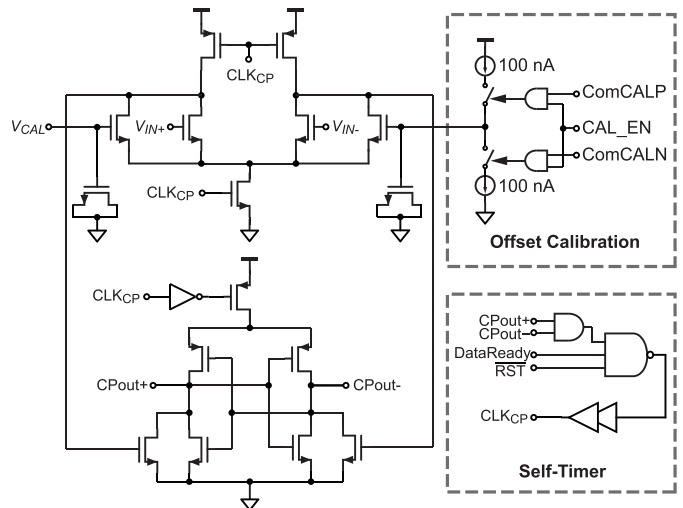 CLKCP
100 nA
ComCALP
VCAL
VIN+
VIN-
CAL_EN
ComCALN
CLKCP
100 nA
Offset Calibration
CLKCP
CPout+
CPout-
CPout+
CPout-
DataReady
RST
CLKCP
Self-Timer